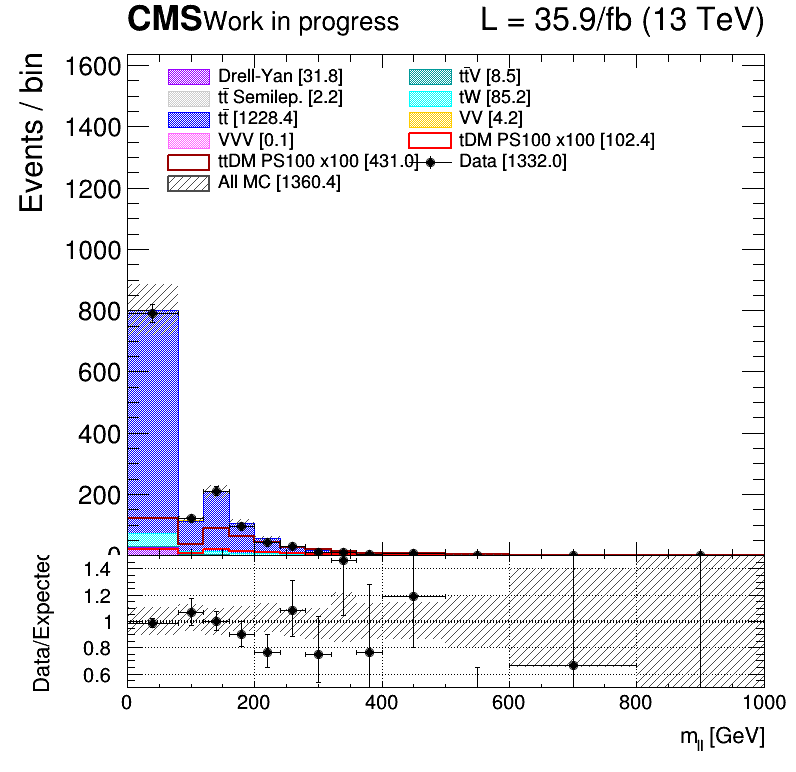 CMS Work in progress L = 35.9/fb (13 TeV)
Events / bin
1600
1400
1200
1000
800
600
400
200
0
Drell-Yan [31.8] tt̄V [8.5]
tt̄ Semilep. [2.2] tW [85.2]
tt̄ [1228.4] VV [4.2]
VVV [0.1] tDM PS100 x100 [102.4]
ttDM PS100 x100 [431.0] Data [1332.0]
All MC [1360.4]
Data/Expected
1.4
1.2
1
0.8
0.6
0 200 400 600 800 1000
m_ll [GeV]